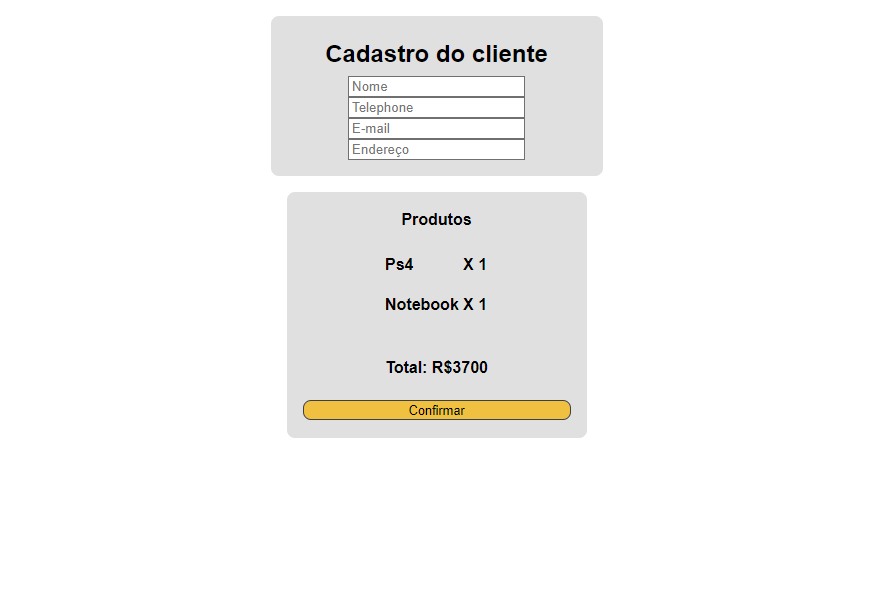 Cadastro do cliente
Nome
Telephone
E-mail
Endereço
Produtos
Ps4 X 1
Notebook X 1
Total: R$3700
Confirmar